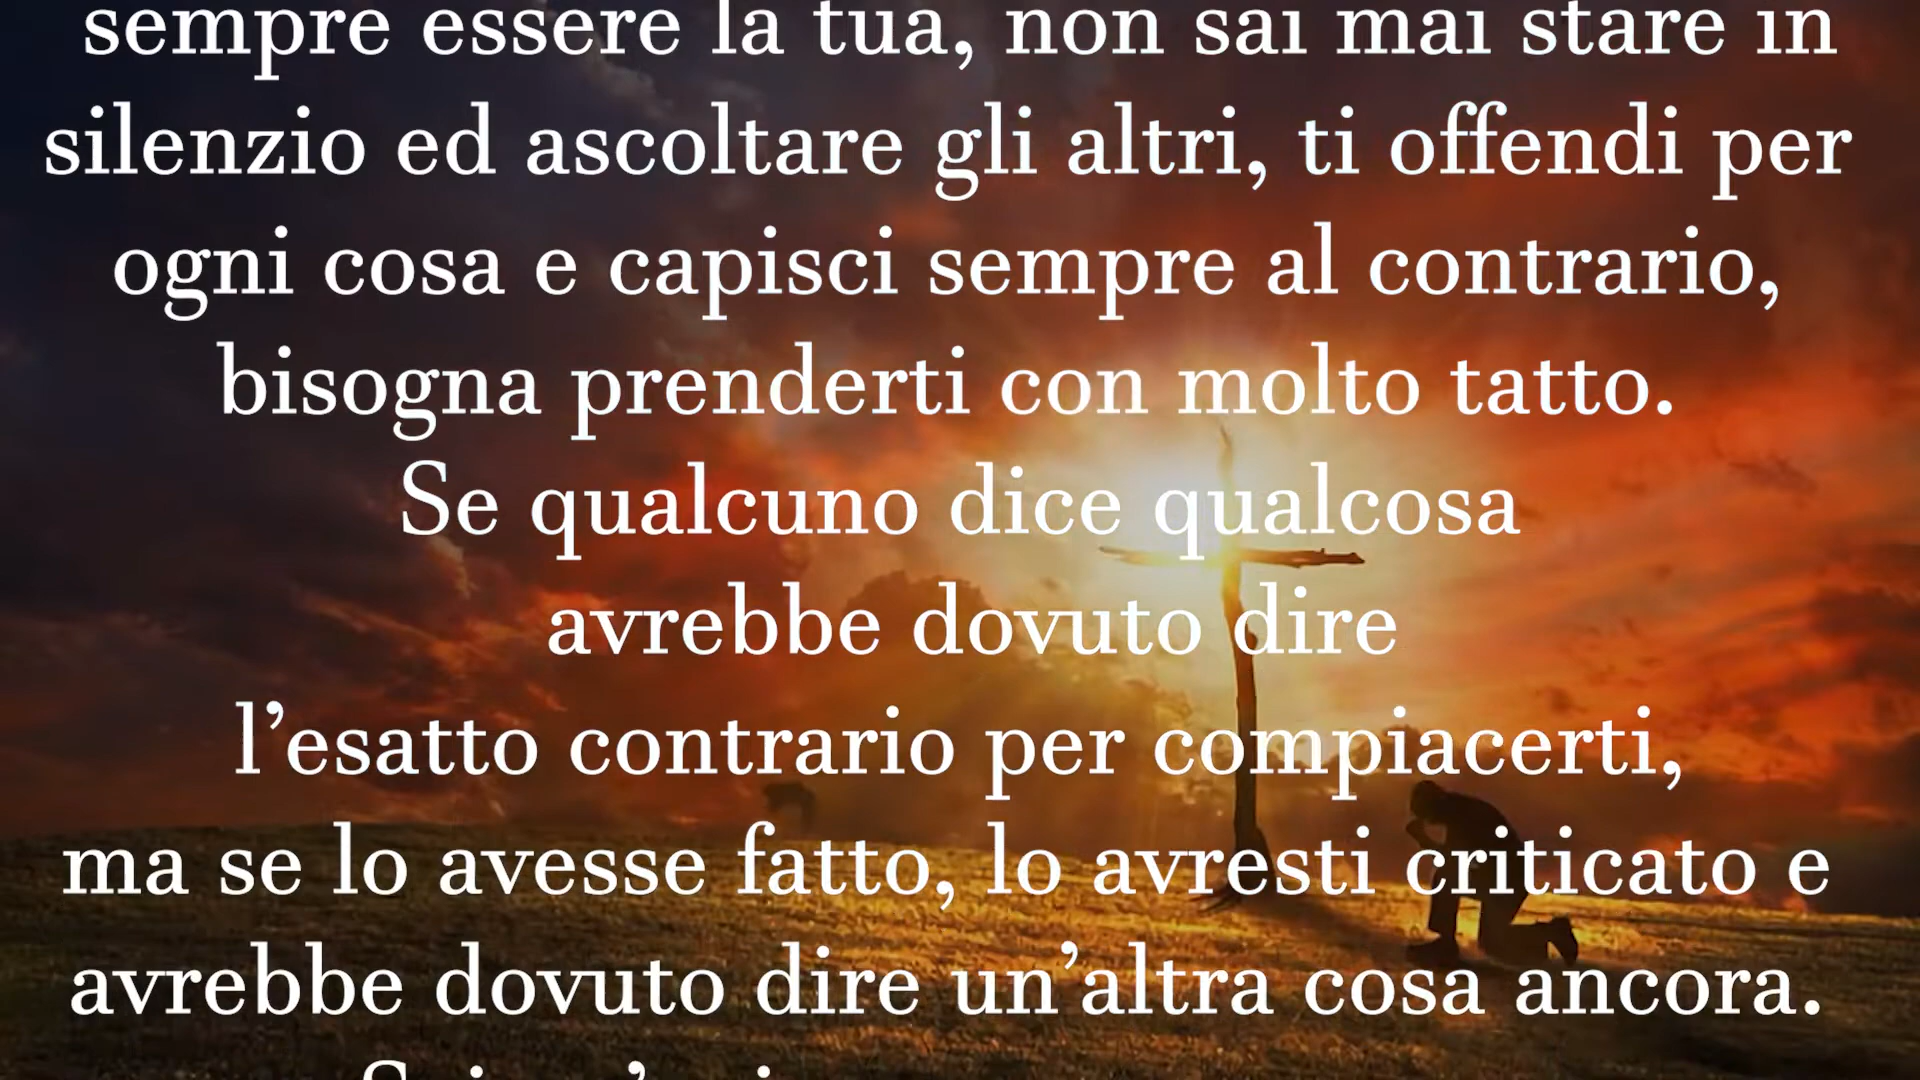 sempre essere la tua, non sai mai stare in
silenzio ed ascoltare gli altri, ti offendi per
ogni cosa e capisci sempre al contrario,
bisogna prenderti con molto tatto.
Se qualcuno dice qualcosa
avrebbe dovuto dire
l’esatto contrario per compiacerti,
ma se lo avesse fatto, lo avresti criticato e
avrebbe dovuto dire un’altra cosa ancora.